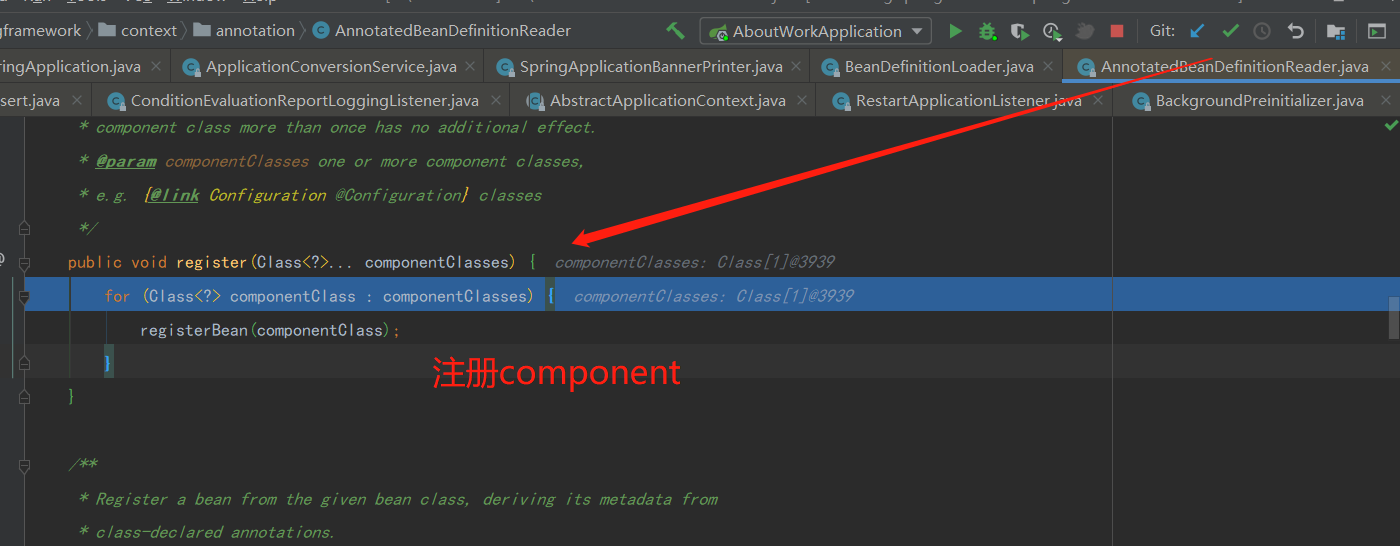 gframework context annotation AnnotatedBeanDefinitionReader AboutWorkApplication Git:
ringApplication.java ApplicationConversionService.java SpringApplicationBannerPrinter.java BeanDefinitionLoader.java AnnotatedBeanDefinitionReader.java
sert.java ConditionEvaluationReportLoggingListener.java AbstractApplicationContext.java RestartApplicationListener.java BackgroundPreinitializer.java
* component class more than once has no additional effect.
* @param componentClasses one or more component classes,
* e.g. {@link Configuration @Configuration} classes
*/
public void register(Class<?>... componentClasses) { componentClasses: Class[1]@3939
for (Class<?> componentClass : componentClasses) { componentClasses: Class[1]@3939
registerBean(componentClass);
}
注册component
}
/**
* Register a bean from the given bean class, deriving its metadata from
* class-declared annotations.